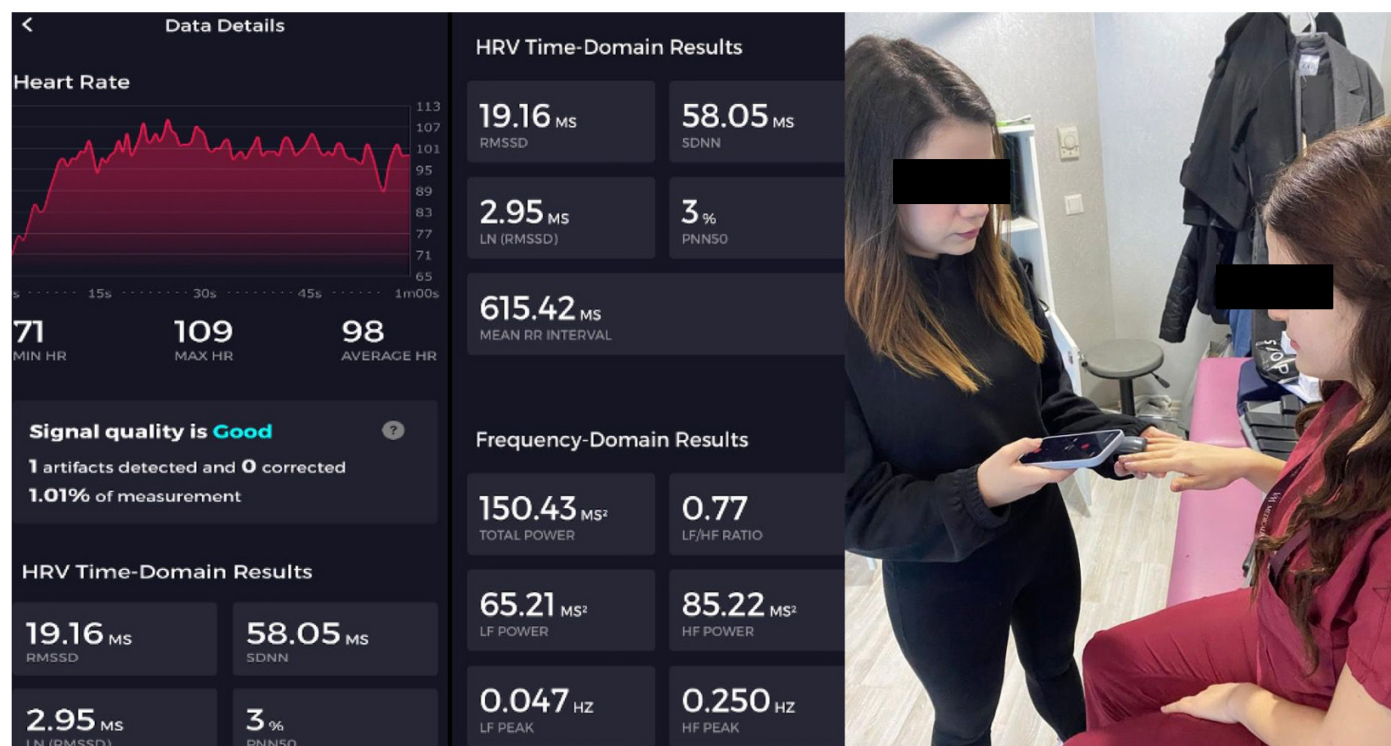 Data Details
Heart Rate
113
107
101
95
89
83
77
71
65
s 15s 30s 45s 1m00s
71 109 98
MIN HR MAX HR AVERAGE HR
Signal quality is Good ?
1 artifacts detected and 0 corrected
1.01% of measurement
HRV Time-Domain Results
19.16 MS 58.05 MS
RMSSD SDNN
2.95 MS 3 %
LN (RMSSD) PNN50
HRV Time-Domain Results
19.16 MS 58.05 MS
RMSSD SDNN
2.95 MS 3 %
LN (RMSSD) PNN50
615.42 MS
MEAN RR INTERVAL
Frequency-Domain Results
150.43 MS² 0.77
TOTAL POWER LF/HF RATIO
65.21 MS² 85.22 MS²
LF POWER HF POWER
0.047 HZ 0.250 HZ
LF PEAK HF PEAK